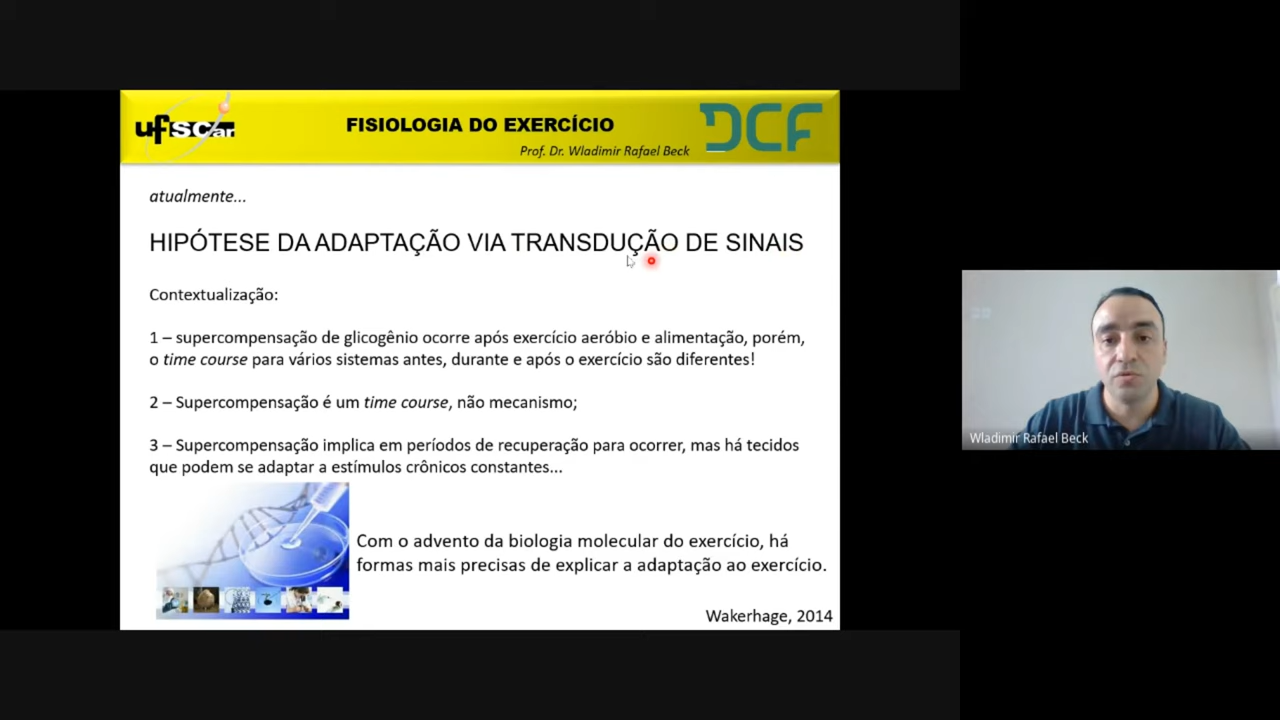 ufscar
FISIOLOGIA DO EXERCÍCIO
Prof. Dr. Wladimir Rafael Beck
DCF
atualmente...
HIPÓTESE DA ADAPTAÇÃO VIA TRANSDUÇÃO DE SINAIS
Contextualização:
1 – supercompensação de glicogênio ocorre após exercício aeróbio e alimentação, porém,
o time course para vários sistemas antes, durante e após o exercício são diferentes!
2 – Supercompensação é um time course, não mecanismo;
3 – Supercompensação implica em períodos de recuperação para ocorrer, mas há tecidos
que podem se adaptar a estímulos crônicos constantes...
Com o advento da biologia molecular do exercício, há
formas mais precisas de explicar a adaptação ao exercício.
Wakerhage, 2014
Wladimir Rafael Beck